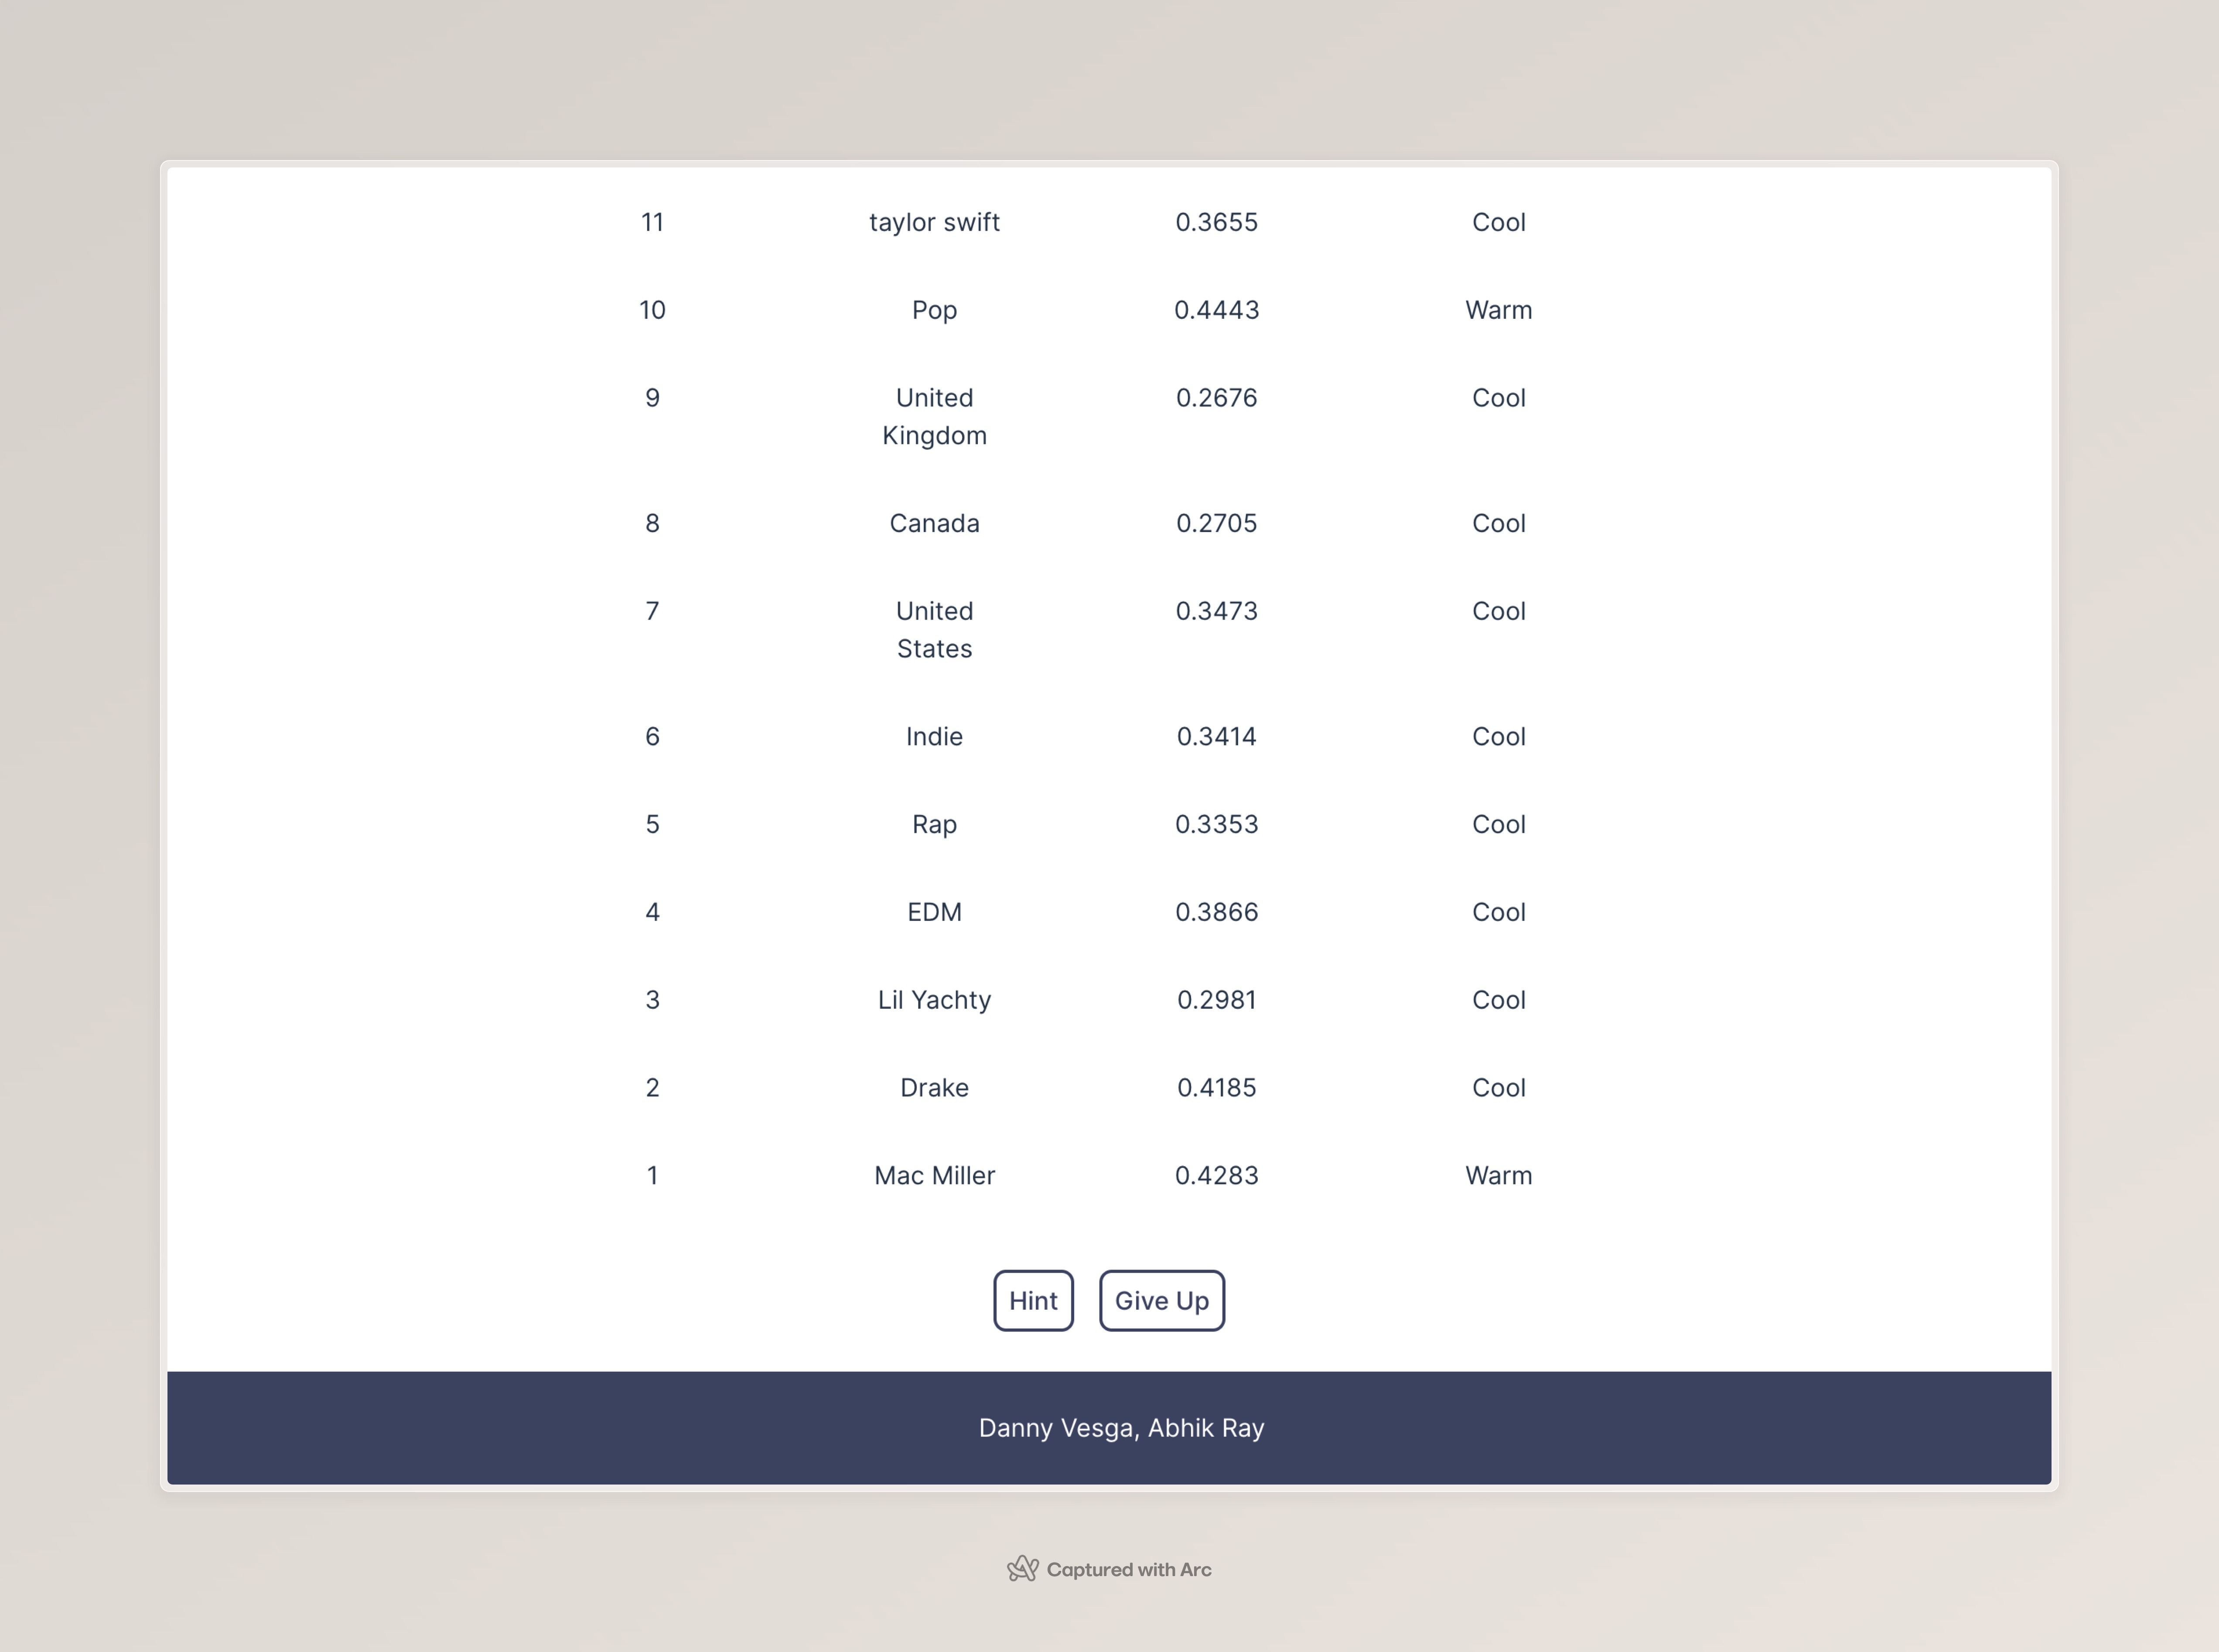 11 taylor swift 0.3655 Cool
10 Pop 0.4443 Warm
9 United 0.2676 Cool
Kingdom
8 Canada 0.2705 Cool
7 United 0.3473 Cool
States
6 Indie 0.3414 Cool
5 Rap 0.3353 Cool
4 EDM 0.3866 Cool
3 Lil Yachty 0.2981 Cool
2 Drake 0.4185 Cool
1 Mac Miller 0.4283 Warm
Hint Give Up
Danny Vesga, Abhik Ray
Captured with Arc